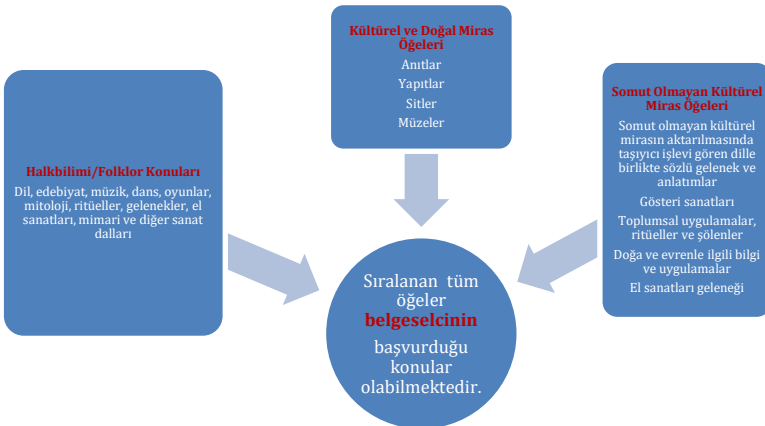 Kültürel ve Doğal Miras
Öğeleri
Anıtlar
Yapıtlar
Sitler
Müzeler
Halkbilimi/Folklor Konuları
Dil, edebiyat, müzik, dans, oyunlar,
mitoloji, ritüeller, gelenekler, el
sanatları, mimari ve diğer sanat
dalları
Somut Olmayan Kültürel
Miras Öğeleri
Somut olmayan kültürel
mirasın aktarılmasında
taşıyıcı işlevi gören dille
birlikte sözlü gelenek ve
anlatımlar
Gösteri sanatları
Toplumsal uygulamalar,
ritüeller ve şölenler
Doğa ve evrenle ilgili bilgi
ve uygulamalar
El sanatları geleneği
Sıralanan tüm
öğeler
belgeselcinin
başvurduğu
konular
olabilmektedir.